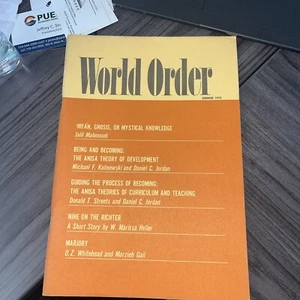 PUE
World Order
SUMMER 1973
'IRFÁN, GNOSIS, OR MYSTICAL KNOWLEDGE
Jalil Mahmoudi
BEING AND BECOMING:
THE ANISA THEORY OF DEVELOPMENT
Michael F. Kalinowski and Daniel C. Jordan
GUIDING THE PROCESS OF BECOMING:
THE ANISA THEORIES OF CURRICULUM AND TEACHING
Donald T. Streets and Daniel C. Jordan
NINE ON THE RICHTER
A Short Story by W. Marissa Heller
MARJORY
O. Z. Whitehead and Marzieh Gail